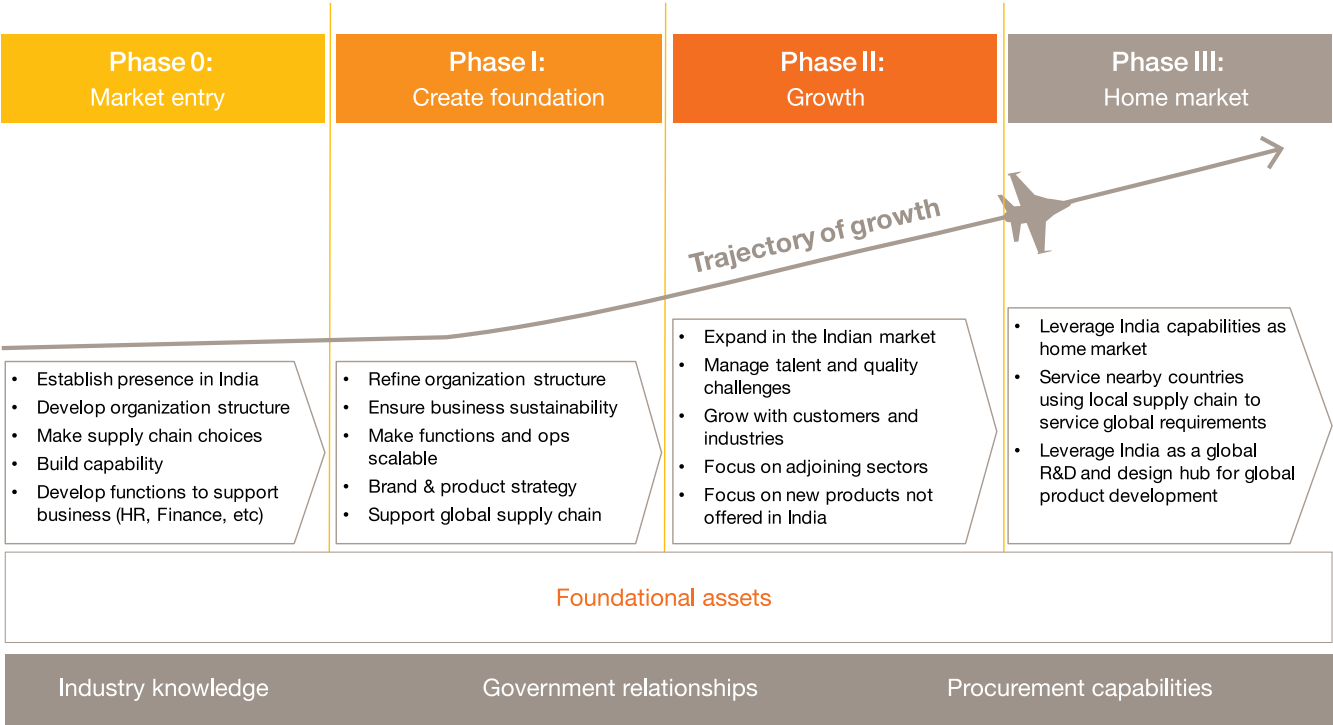 Phase 0:
Market entry
Phase I:
Create foundation
Phase II:
Growth
Phase III:
Home market
Trajectory of growth
• Establish presence in India
• Develop organization structure
• Make supply chain choices
• Build capability
• Develop functions to support
business (HR, Finance, etc)
• Refine organization structure
• Ensure business sustainability
• Make functions and ops
scalable
• Brand & product strategy
• Support global supply chain
• Expand in the Indian market
• Manage talent and quality
challenges
• Grow with customers and
industries
• Focus on adjoining sectors
• Focus on new products not
offered in India
• Leverage India capabilities as
home market
• Service nearby countries
using local supply chain to
service global requirements
• Leverage India as a global
R&D and design hub for global
product development
Foundational assets
Industry knowledge
Government relationships
Procurement capabilities